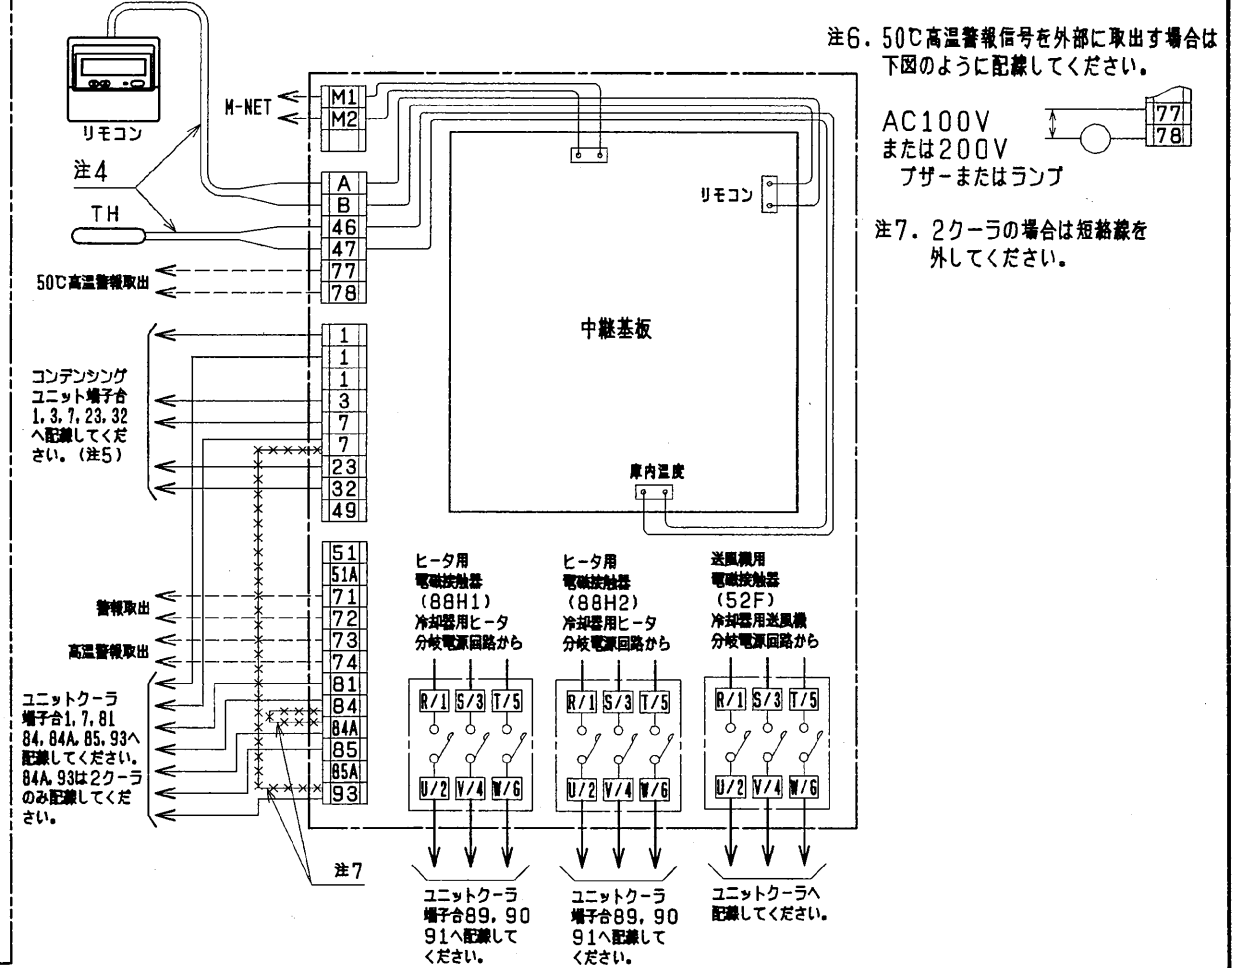 注6. 50℃高温警報信号を外部に取出す場合は
下図のように配線してください。
AC100V
または200V
ブザーまたはランプ
77
78
注7. 2クーラの場合は短絡線を
外してください。
リモコン
注4
TH
M-NET
M1
M2
A
B
46
47
77
78
50℃高温警報取出
リモコン
中継基板
庫内温度
コンデンシング
ユニット端子台
1, 3, 7, 23, 32
へ配線してくだ
さい。(注5)
1
1
1
3
7
7
23
32
49
51
51A
71
72
73
74
81
84
84A
85
85A
93
警報取出
高温警報取出
ユニットクーラ
端子台1, 7, 81
84, 84A, 85, 93へ
配線してください。
84A, 93は2クーラ
のみ配線してくだ
さい。
注7
ヒータ用
電磁接触器
(88H1)
冷却器用ヒータ
分岐電源回路から
R/1 S/3 T/5
U/2 V/4 W/6
ユニットクーラ
端子台89, 90
91へ配線して
ください。
ヒータ用
電磁接触器
(88H2)
冷却器用ヒータ
分岐電源回路から
R/1 S/3 T/5
U/2 V/4 W/6
ユニットクーラ
端子台89, 90
91へ配線して
ください。
送風機用
電磁接触器
(52F)
冷却器用送風機
分岐電源回路から
R/1 S/3 T/5
U/2 V/4 W/6
ユニットクーラへ
配線してください。